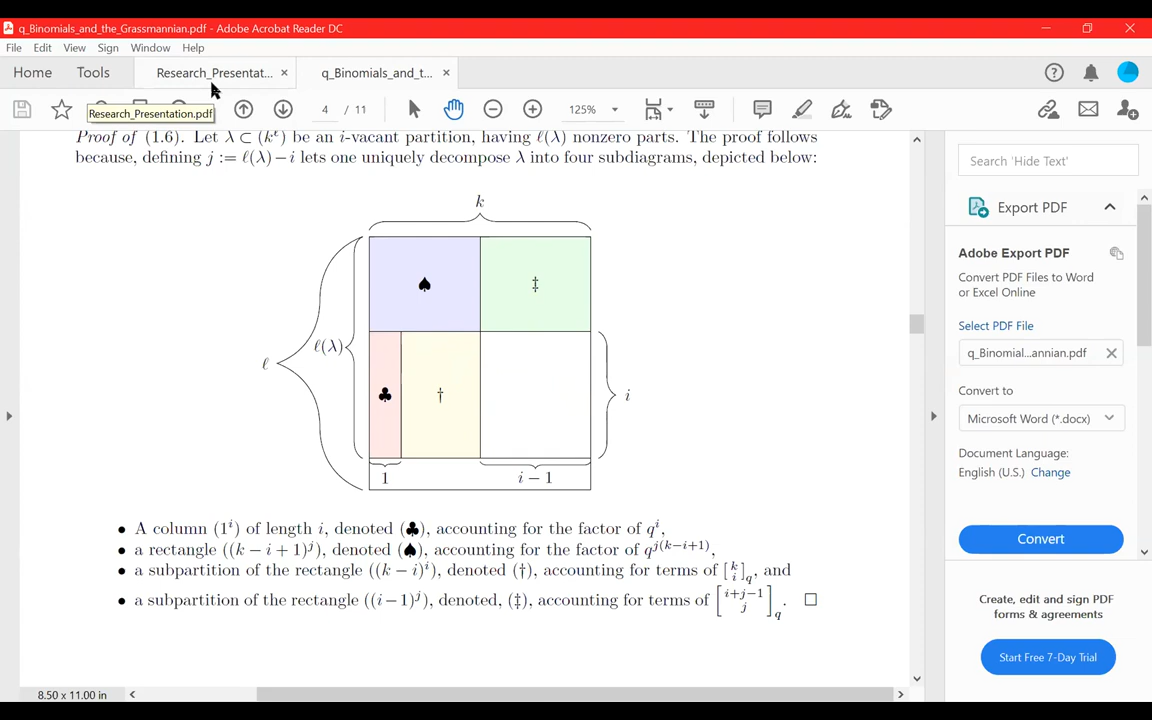 q_Binomials_and_the_Grassmannian.pdf - Adobe Acrobat Reader DC
File Edit View Sign Window Help
Home Tools Research_Presentat... × q_Binomials_and_t... ×
4 / 11 125%
Research_Presentation.pdf
Proof of (1.6). Let λ ⊂ (k^ℓ) be an i-vacant partition, having ℓ(λ) nonzero parts. The proof follows
because, defining j := ℓ(λ) − i lets one uniquely decompose λ into four subdiagrams, depicted below:
k
♠ ‡
ℓ ℓ(λ)
♣ † i
1 i − 1
• A column (1^i) of length i, denoted (♣), accounting for the factor of q^i,
• a rectangle ((k − i + 1)^j), denoted (♠), accounting for the factor of q^{j(k−i+1)},
• a subpartition of the rectangle ((k − i)^i), denoted (†), accounting for terms of [k i]_q, and
• a subpartition of the rectangle ((i − 1)^j), denoted, (‡), accounting for terms of [i+j−1 j]_q. □
8.50 x 11.00 in
Search 'Hide Text'
Export PDF
Adobe Export PDF
Convert PDF Files to Word
or Excel Online
Select PDF File
q_Binomial...annian.pdf ×
Convert to
Microsoft Word (*.docx)
Document Language:
English (U.S.) Change
Convert
Create, edit and sign PDF
forms & agreements
Start Free 7-Day Trial